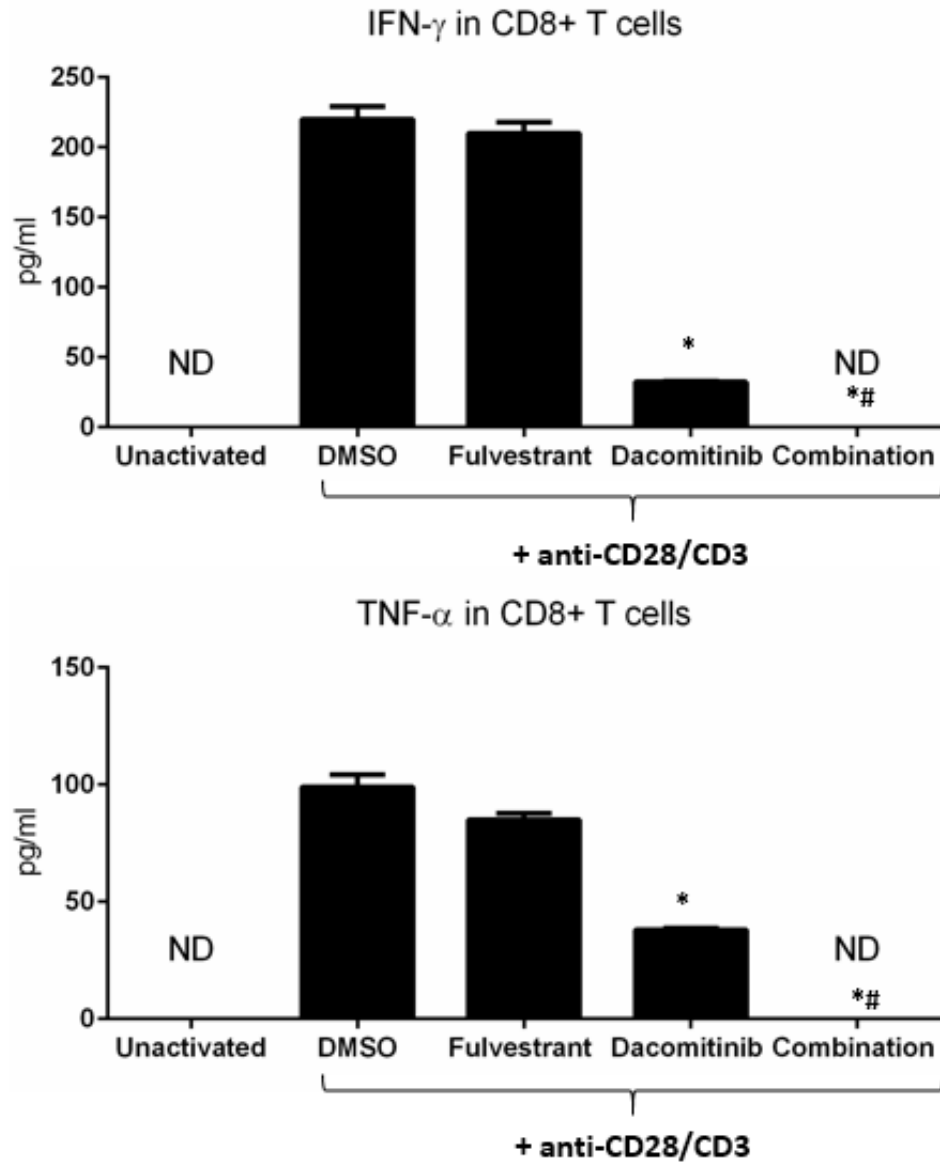 IFN-γ in CD8+ T cells
250
200
150
100
50
0
pg/ml
ND
*
ND
*#
Unactivated DMSO Fulvestrant Dacomitinib Combination
+ anti-CD28/CD3
TNF-α in CD8+ T cells
150
100
50
0
pg/ml
ND
*
ND
*#
Unactivated DMSO Fulvestrant Dacomitinib Combination
+ anti-CD28/CD3